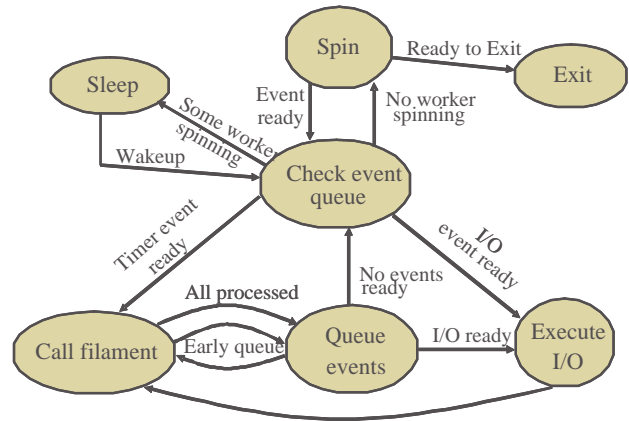 Spin
Ready to Exit
Exit
Sleep
Event
ready
No worker
spinning
Some worker
spinning
Wakeup
Check event
queue
Timer event
ready
I/O
event ready
No events
ready
All processed
Call filament
Early queue
Queue
events
I/O ready
Execute
I/O